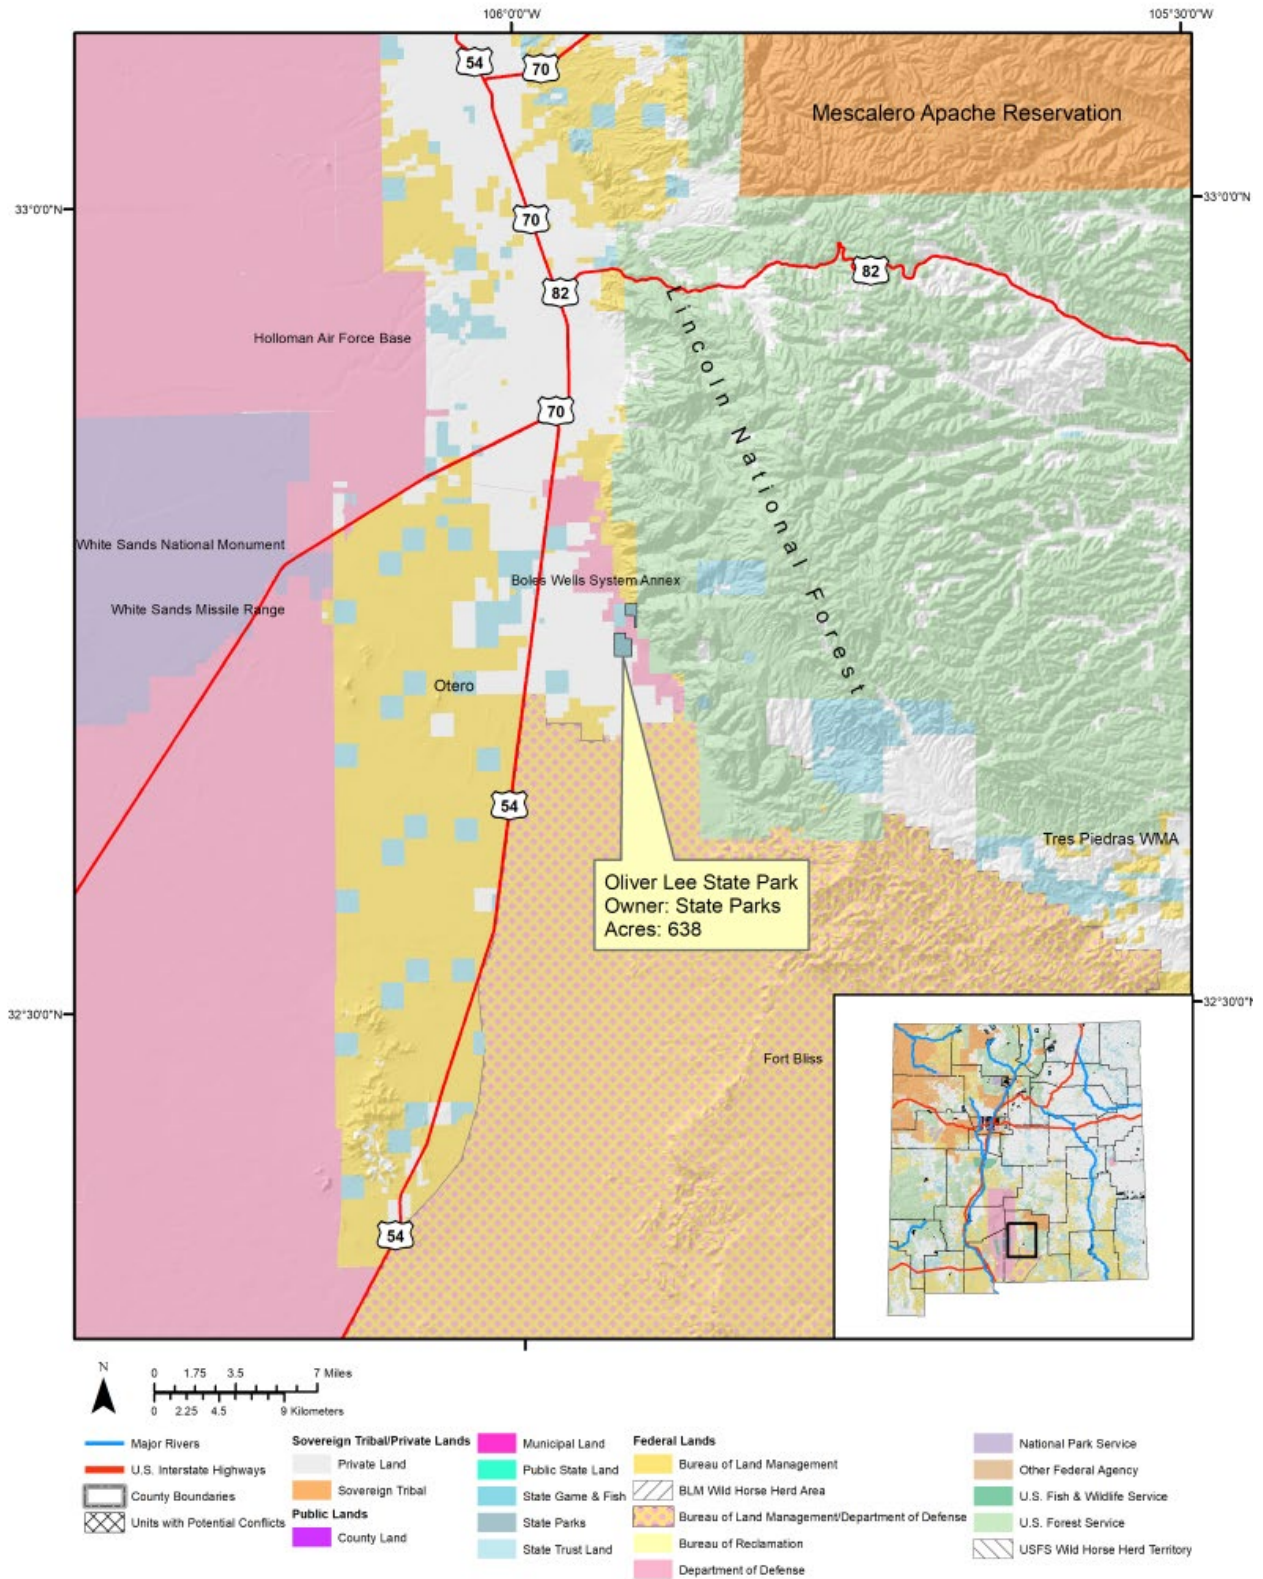 106°0'0"W
105°30'0"W
54
70
Mescalero Apache Reservation
33°0'0"N
33°0'0"N
70
82
82
Holloman Air Force Base
Lincoln National Forest
70
White Sands National Monument
Boles Wells System Annex
White Sands Missile Range
Otero
54
Tres Piedras WMA
Oliver Lee State Park
Owner: State Parks
Acres: 638
32°30'0"N
32°30'0"N
Fort Bliss
54
N
0 1.75 3.5 7 Miles
0 2.25 4.5 9 Kilometers
Major Rivers
U.S. Interstate Highways
County Boundaries
Units with Potential Conflicts
Sovereign Tribal/Private Lands
Private Land
Sovereign Tribal
Public Lands
County Land
Municipal Land
Public State Land
State Game & Fish
State Parks
State Trust Land
Federal Lands
Bureau of Land Management
BLM Wild Horse Herd Area
Bureau of Land Management/Department of Defense
Bureau of Reclamation
Department of Defense
National Park Service
Other Federal Agency
U.S. Fish & Wildlife Service
U.S. Forest Service
USFS Wild Horse Herd Territory